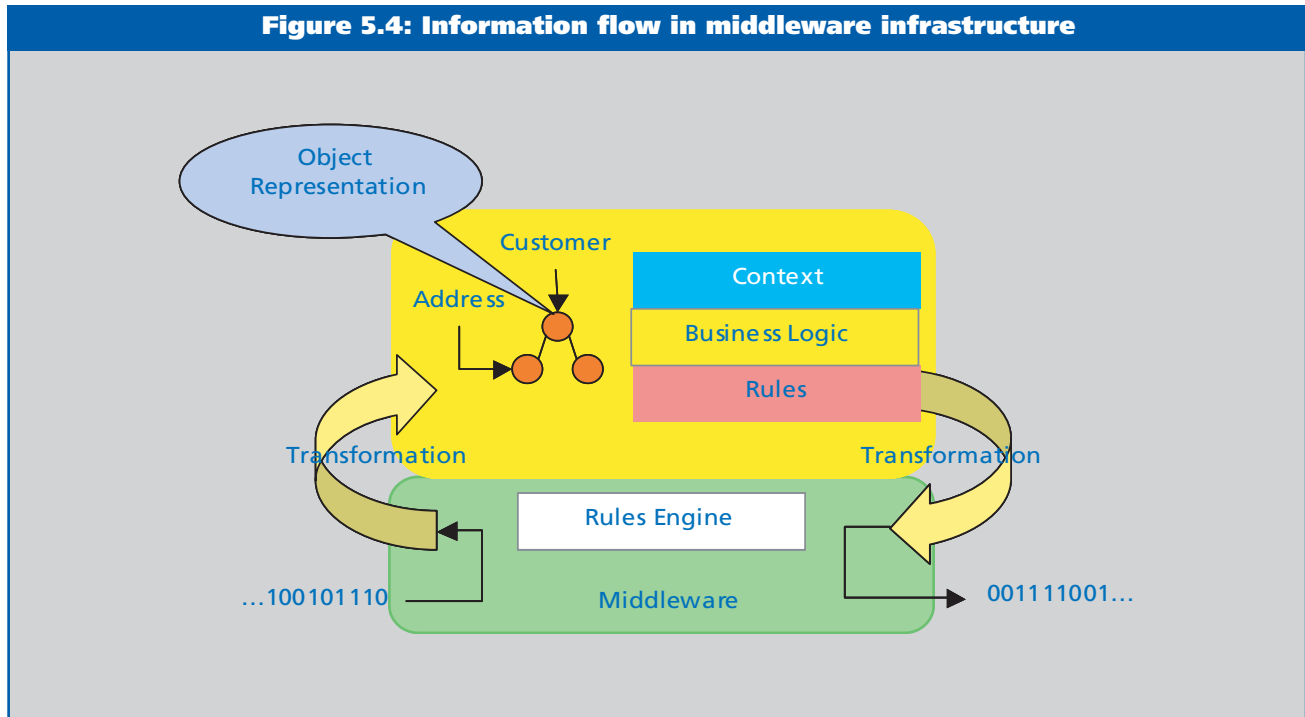 Figure 5.4: Information flow in middleware infrastructure
Object
Representation
Customer
Address
Context
Business Logic
Rules
Transformation
Transformation
Rules Engine
...100101110
Middleware
001111001...